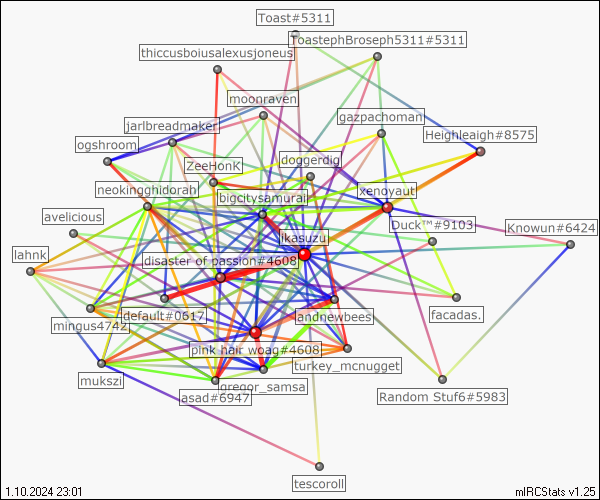 Toast#5311
ToastephBroseph5311#5311
thiccusboiusalexusjoneus
moonraven
gazpachoman
jarlbreadmaker
Heighleaigh#8575
ogshroom
doggerdig
ZeeHonk
neokingghidorah
xenoyaut
bigcitysamurai
avelicious
Duck™#9103
Knowun#6424
ikasuzu
lahnk
disaster of passion#4608
default#0617
andnewbees
facadas.
mingus4742
pink hair woag#4608
turkey_mcnugget
mukszi
gregor_samsa
asad#6947
Random Stuf6#5983
tescoroll
1.10.2024 23:01
mIRCStats v1.25